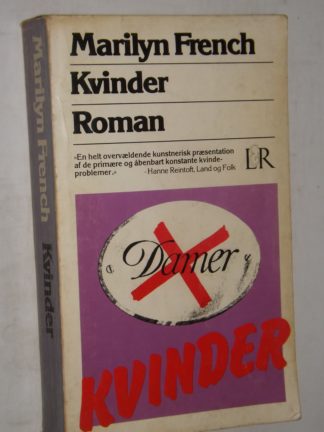 Marilyn French
Kvinder
Roman
»En helt overvældende kunstnerisk præsentation
af de primære og åbenbart konstante kvinde-
problemer.« -Hanne Reintoft, Land og Folk
L&R
Damer
KVINDER
Marilyn French Kvinder